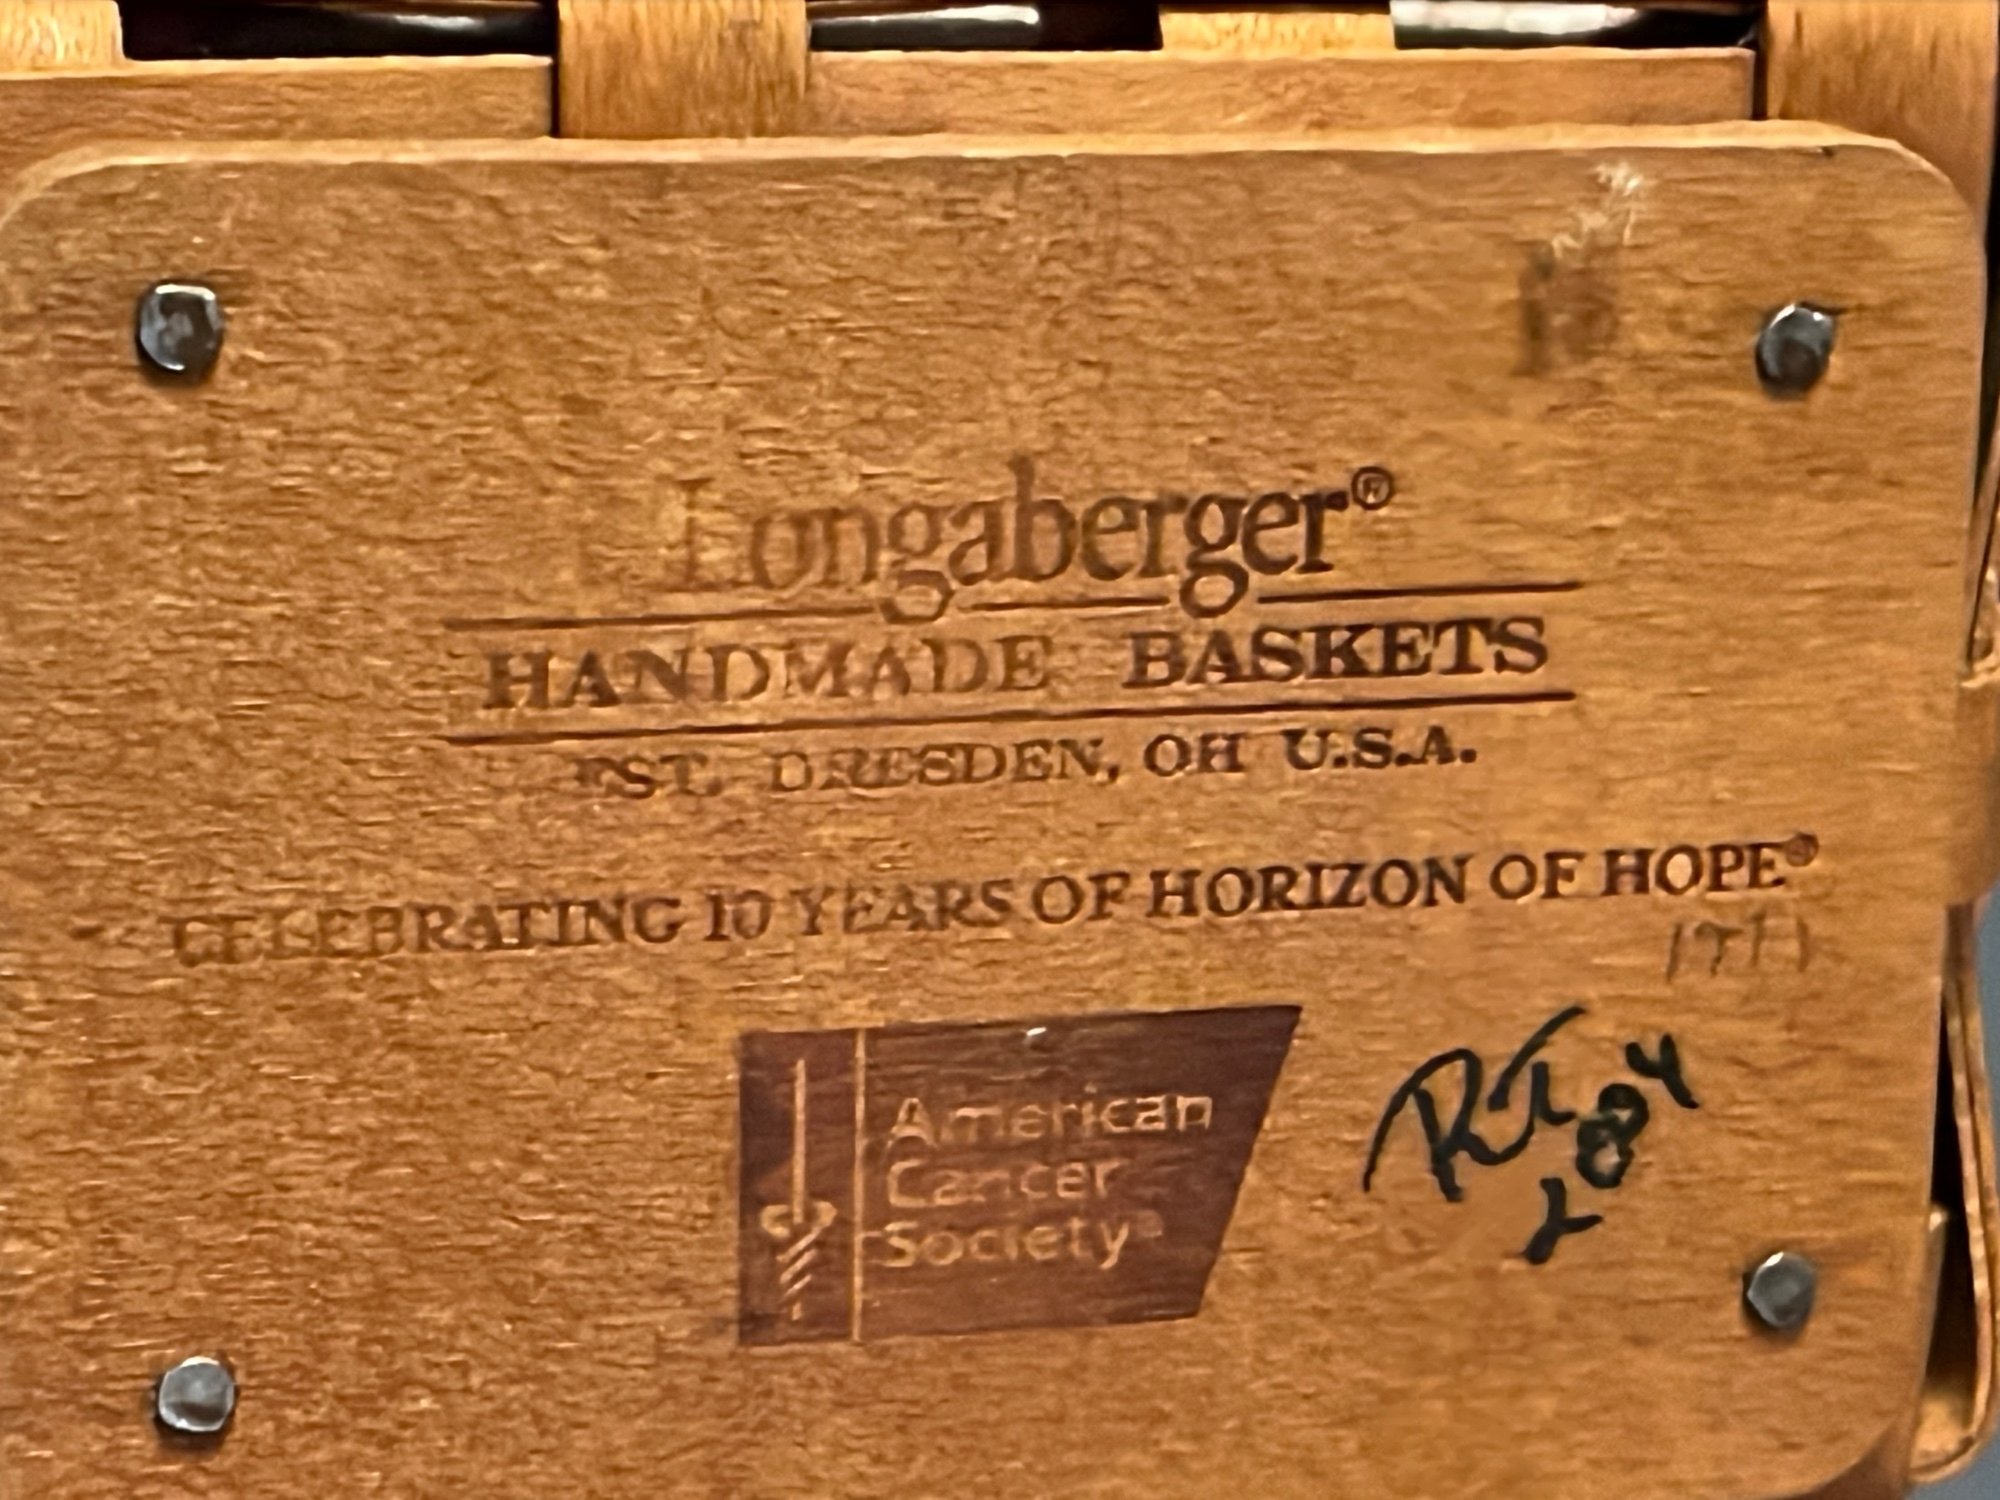 Longaberger®
HANDMADE BASKETS
EST. DRESDEN, OH U.S.A.
CELEBRATING 10 YEARS OF HORIZON OF HOPE®
American
Cancer
Society®